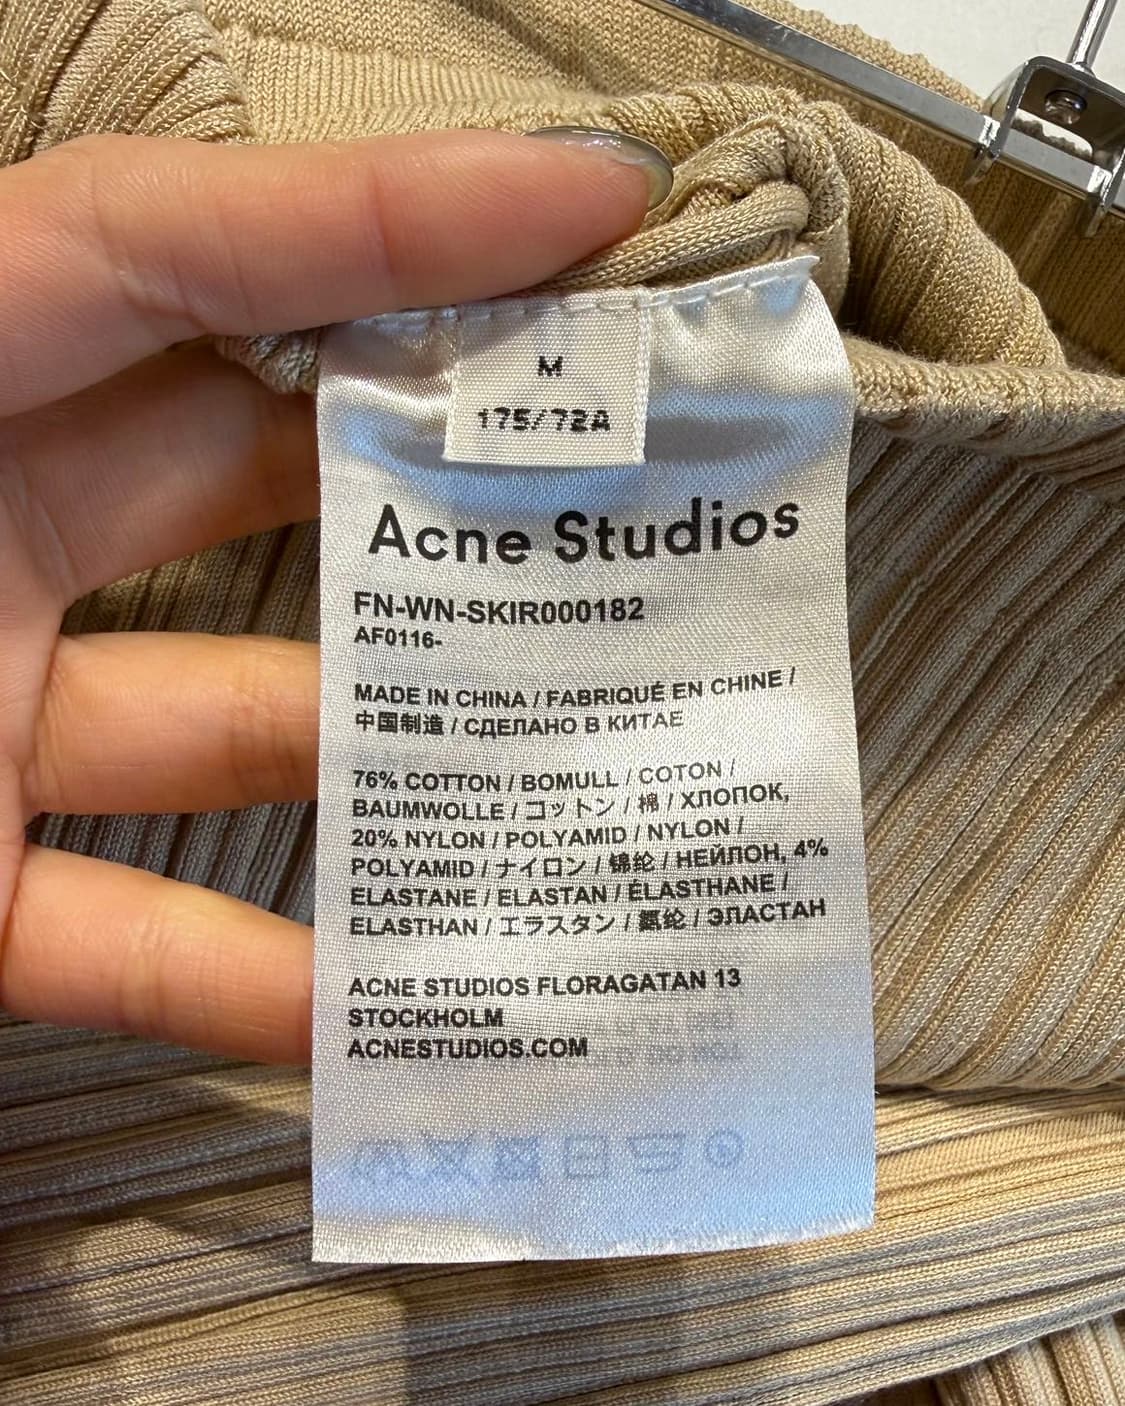 M
175/72A
Acne Studios
FN-WN-SKIR000182
AF0116-
MADE IN CHINA / FABRIQUÉ EN CHINE /
中国制造 / СДЕЛАНО В КИТАЕ
76% COTTON / BOMULL / COTON /
BAUMWOLLE / コットン / 棉 / ХЛОПОК,
20% NYLON / POLYAMID / NYLON /
POLYAMID / ナイロン / 锦纶 / НЕЙЛОН, 4%
ELASTANE / ELASTAN / ÉLASTHANE /
ELASTHAN / エラスタン / 氨纶 / ЭЛАСТАН
ACNE STUDIOS FLORAGATAN 13
STOCKHOLM
ACNESTUDIOS.COM